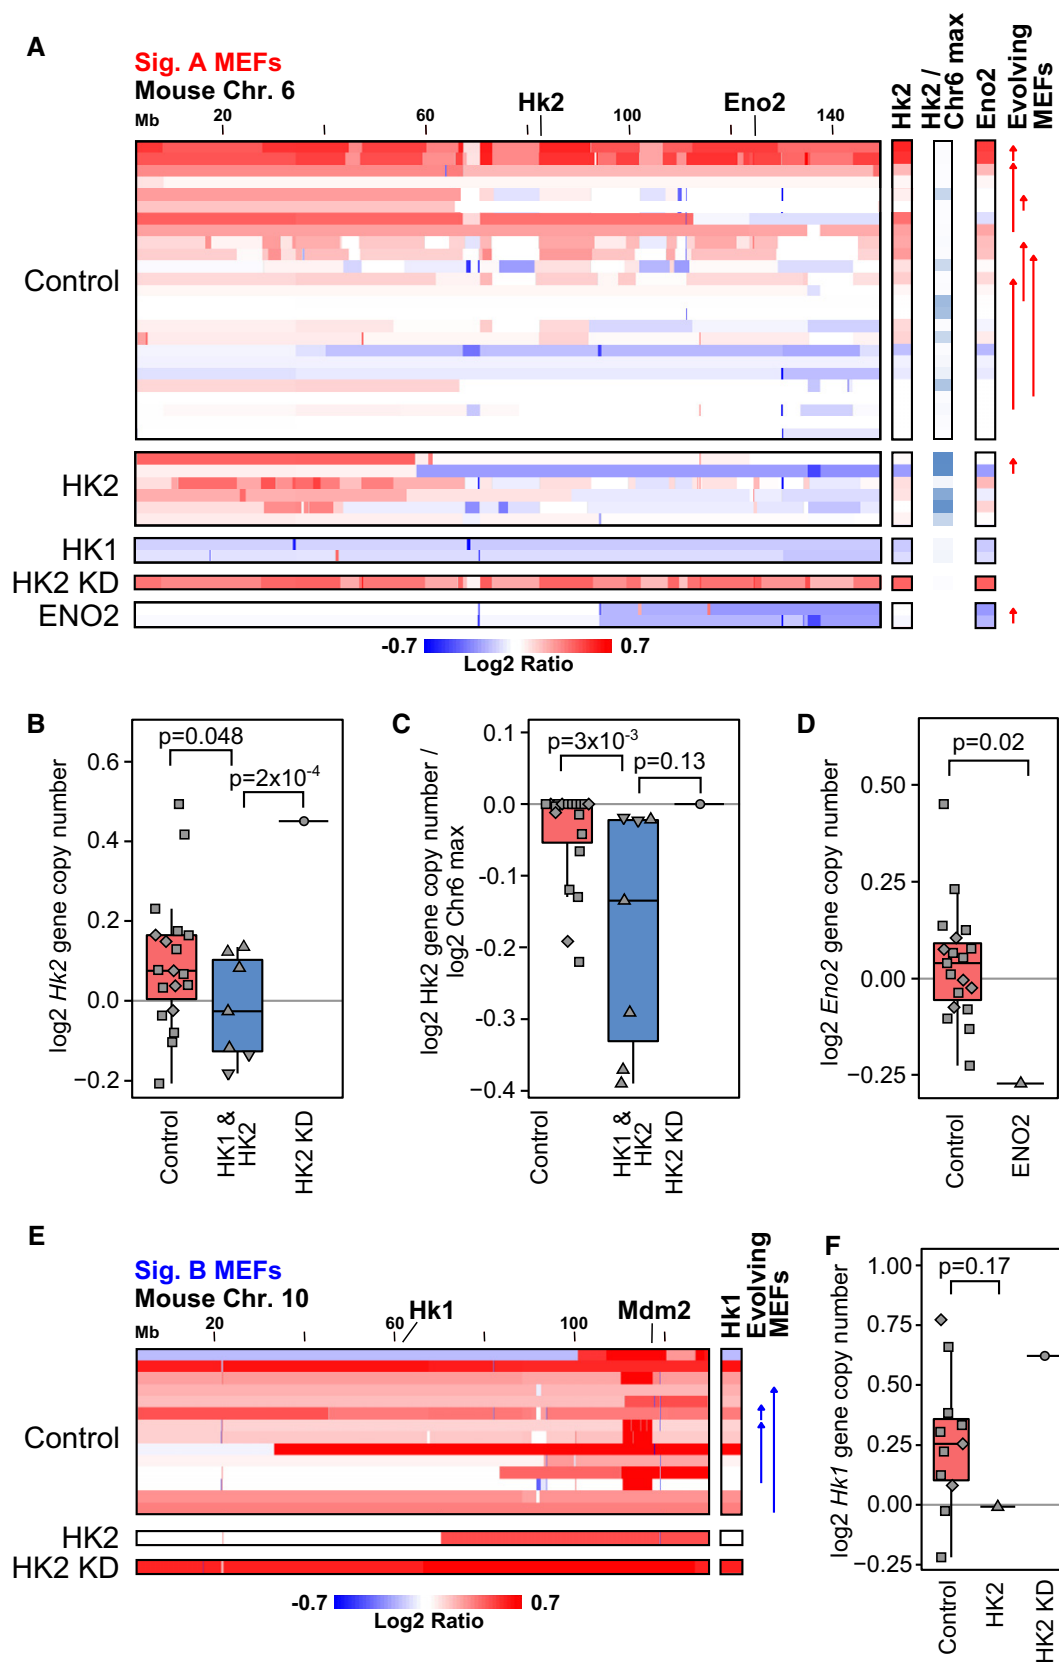 A
Sig. A MEFs
Mouse Chr. 6
Mb 20 60 Hk2 100 Eno2 140
Hk2
Hk2 / Chr6 max
Eno2
Evolving MEFs
Control
HK2
HK1
HK2 KD
ENO2
-0.7 0.7
Log2 Ratio
B
log2 Hk2 gene copy number
0.6
0.4
0.2
0.0
−0.2
p=0.048
p=2x10-4
Control
HK1 & HK2
HK2 KD
C
log2 Hk2 gene copy number / log2 Chr6 max
0.1
0.0
-0.1
-0.2
-0.3
-0.4
p=3x10-3
p=0.13
Control
HK1 & HK2
HK2 KD
D
log2 Eno2 gene copy number
0.50
0.25
0.00
−0.25
p=0.02
Control
ENO2
E
Sig. B MEFs
Mouse Chr. 10
Mb 20 60 Hk1 100 Mdm2
Hk1
Evolving MEFs
Control
HK2
HK2 KD
-0.7 0.7
Log2 Ratio
F
log2 Hk1 gene copy number
1.00
0.75
0.50
0.25
0.00
−0.25
p=0.17
Control
HK2
HK2 KD